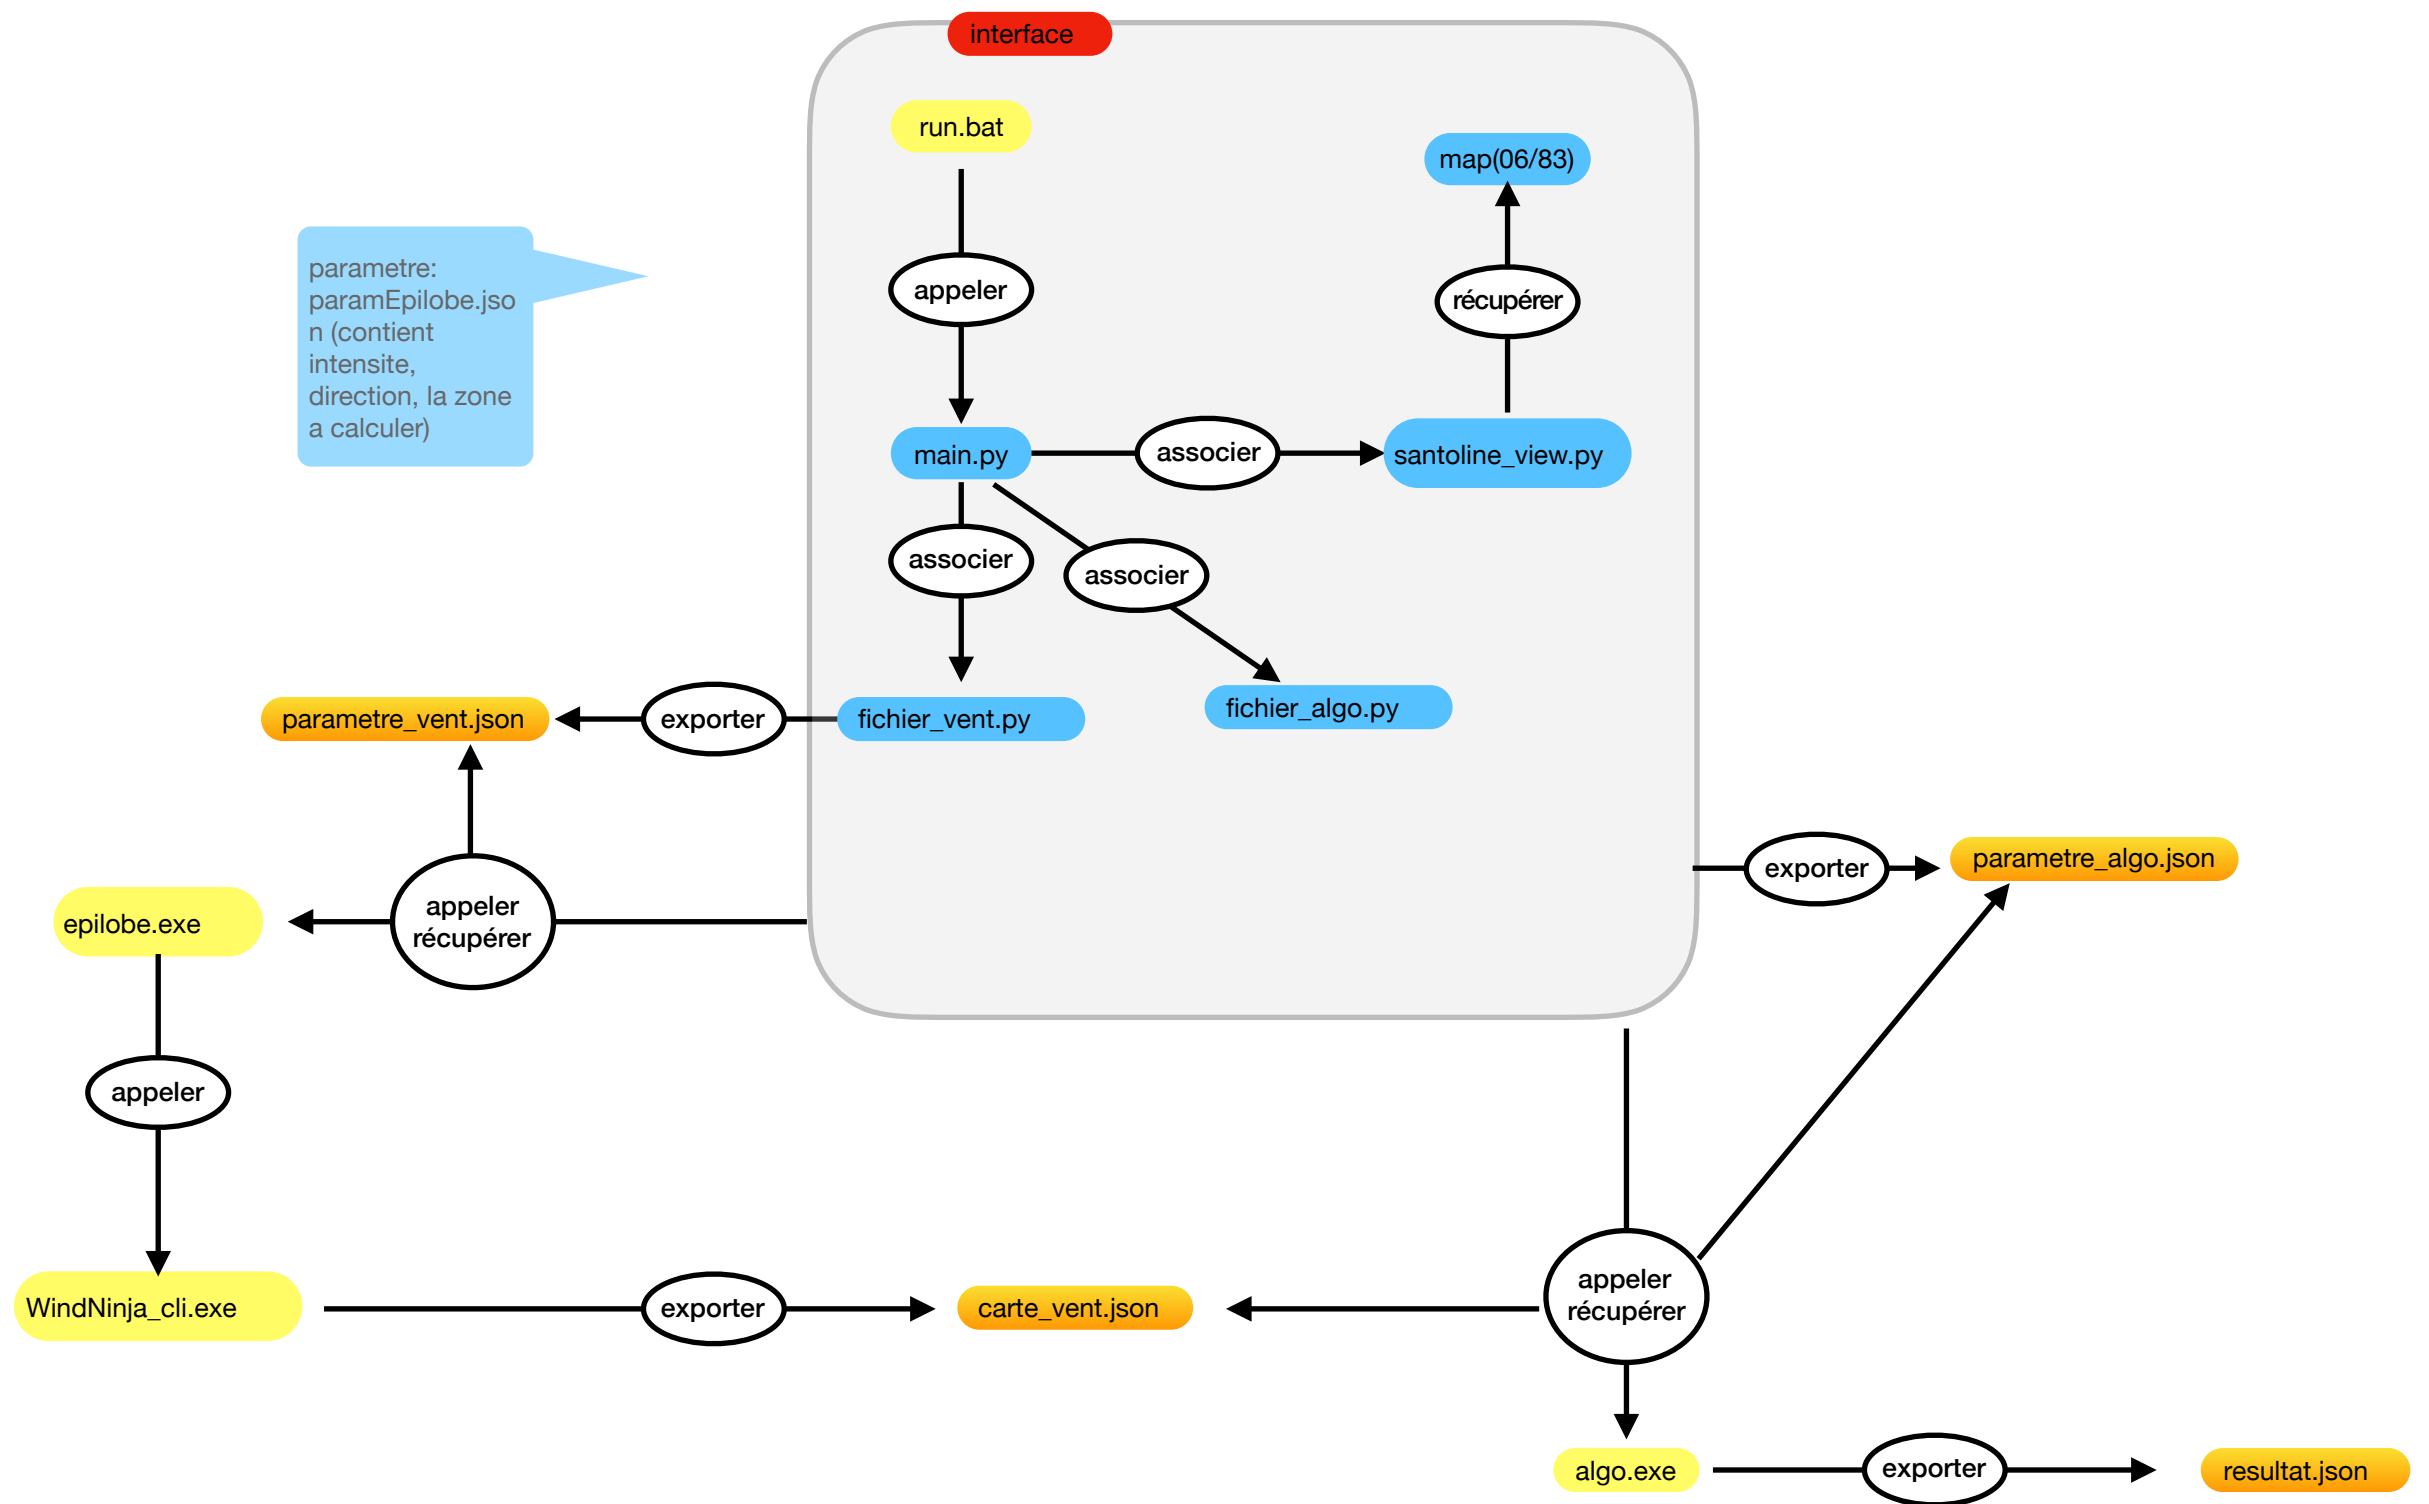 interface
run.bat
map(06/83)
parametre:
paramEpilobe.jso
n (contient
intensite,
direction, la zone
a calculer)
appeler
récupérer
main.py
associer
santoline_view.py
associer
associer
parametre_vent.json
exporter
fichier_vent.py
fichier_algo.py
exporter
parametre_algo.json
epilobe.exe
appeler
récupérer
appeler
WindNinja_cli.exe
exporter
carte_vent.json
appeler
récupérer
algo.exe
exporter
resultat.json